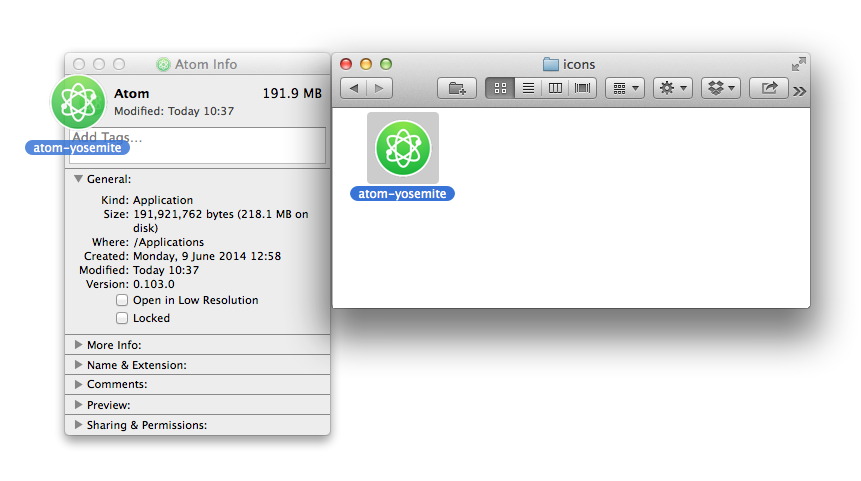 Atom Info
Atom 191.9 MB
Modified: Today 10:37
Add Tags...
atom-yosemite
General:
Kind: Application
Size: 191,921,762 bytes (218.1 MB on
disk)
Where: /Applications
Created: Monday, 9 June 2014 12:58
Modified: Today 10:37
Version: 0.103.0
Open in Low Resolution
Locked
More Info:
Name & Extension:
Comments:
Preview:
Sharing & Permissions:
icons
atom-yosemite